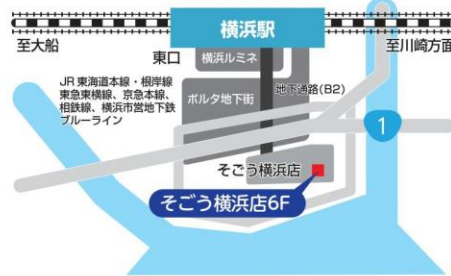 横浜駅
至大船
至川崎方面
東口
横浜ルミネ
JR東海道本線・根岸線
東急東横線、京急本線、
相鉄線、横浜市営地下鉄
ブルーライン
ポルタ地下街
地下通路(B2)
1
そごう横浜店
そごう横浜店6F